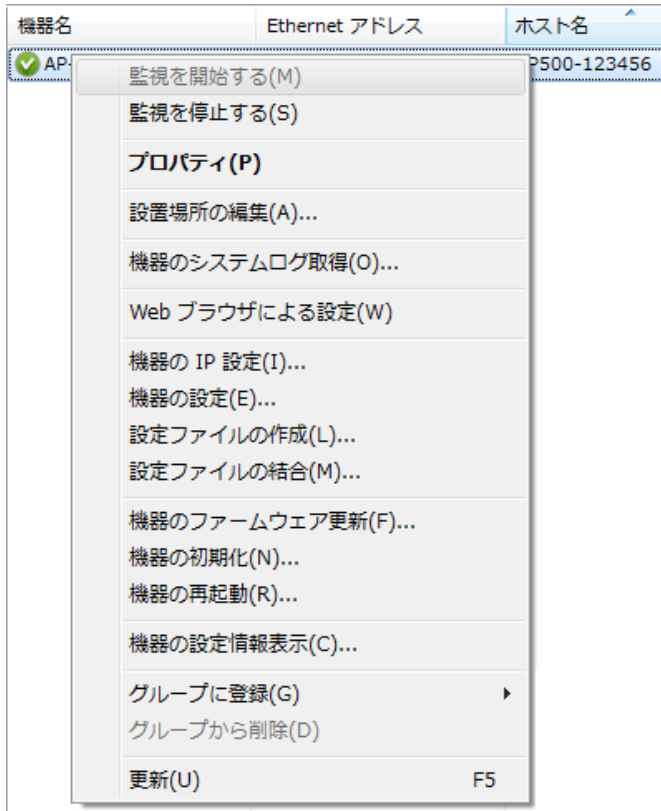 機器名 Ethernet アドレス ホスト名
AP- P500-123456
監視を開始する(M)
監視を停止する(S)
プロパティ(P)
設置場所の編集(A)...
機器のシステムログ取得(O)...
Web ブラウザによる設定(W)
機器の IP 設定(I)...
機器の設定(E)...
設定ファイルの作成(L)...
設定ファイルの結合(M)...
機器のファームウェア更新(F)...
機器の初期化(N)...
機器の再起動(R)...
機器の設定情報表示(C)...
グループに登録(G)
グループから削除(D)
更新(U) F5